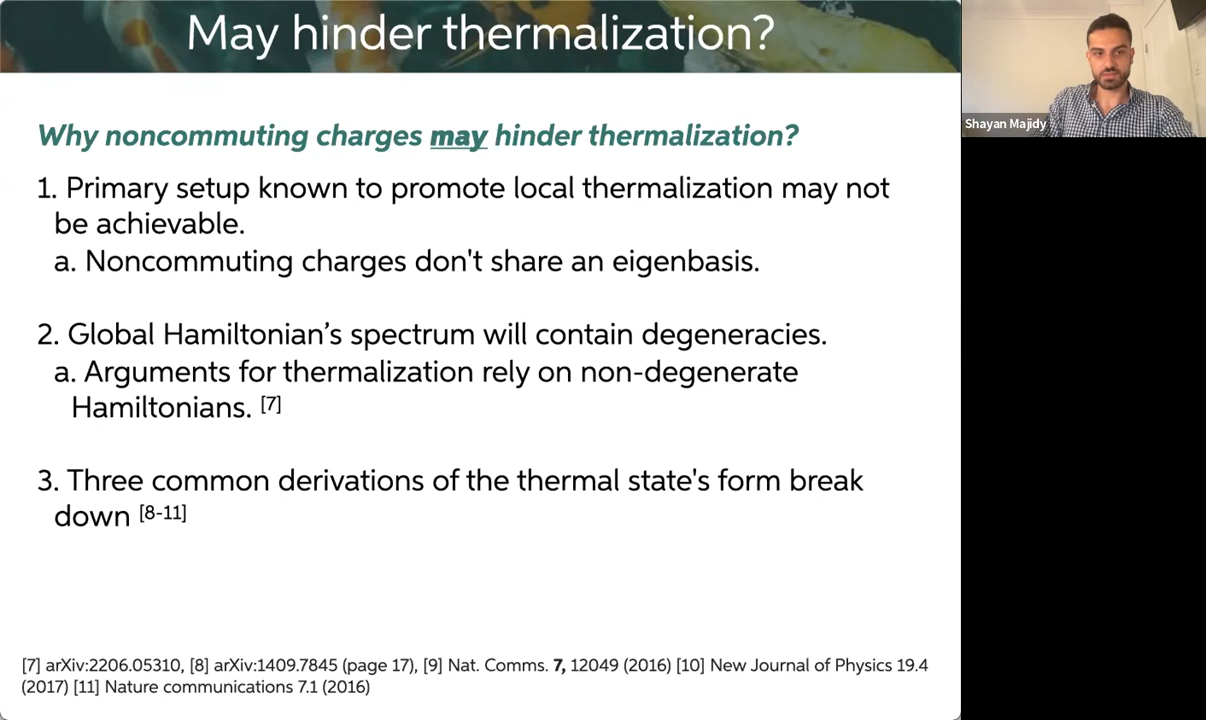 May hinder thermalization?
Why noncommuting charges may hinder thermalization?
1. Primary setup known to promote local thermalization may not
be achievable.
a. Noncommuting charges don't share an eigenbasis.
2. Global Hamiltonian’s spectrum will contain degeneracies.
a. Arguments for thermalization rely on non-degenerate
Hamiltonians. [7]
3. Three common derivations of the thermal state's form break
down [8-11]
[7] arXiv:2206.05310, [8] arXiv:1409.7845 (page 17), [9] Nat. Comms. 7, 12049 (2016) [10] New Journal of Physics 19.4
(2017) [11] Nature communications 7.1 (2016)
Shayan Majidy